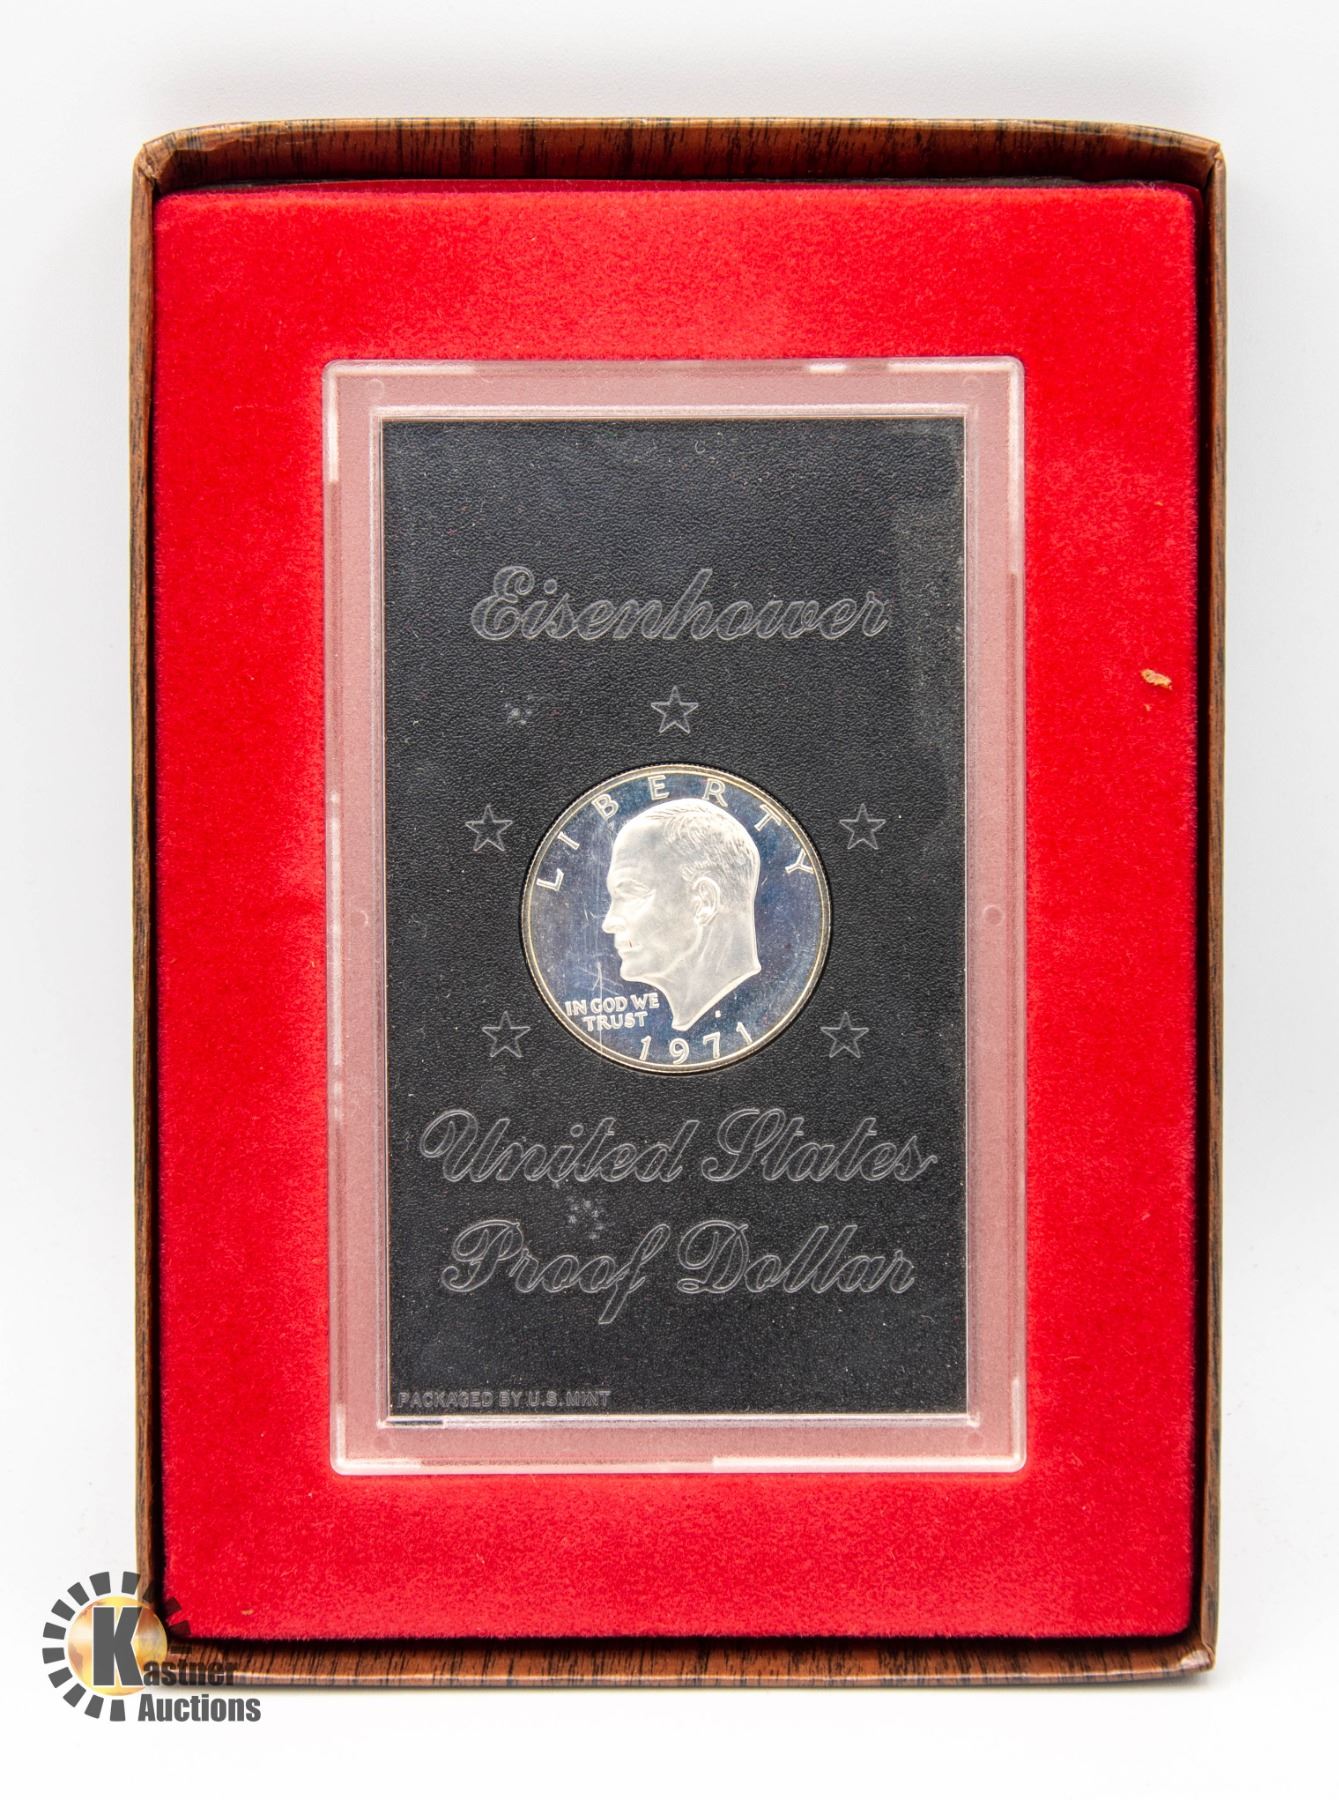 Eisenhower
LIBERTY
IN GOD WE
TRUST
1971
United States
Proof Dollar
PACKAGED BY U.S. MINT
K
Kastner
Auctions